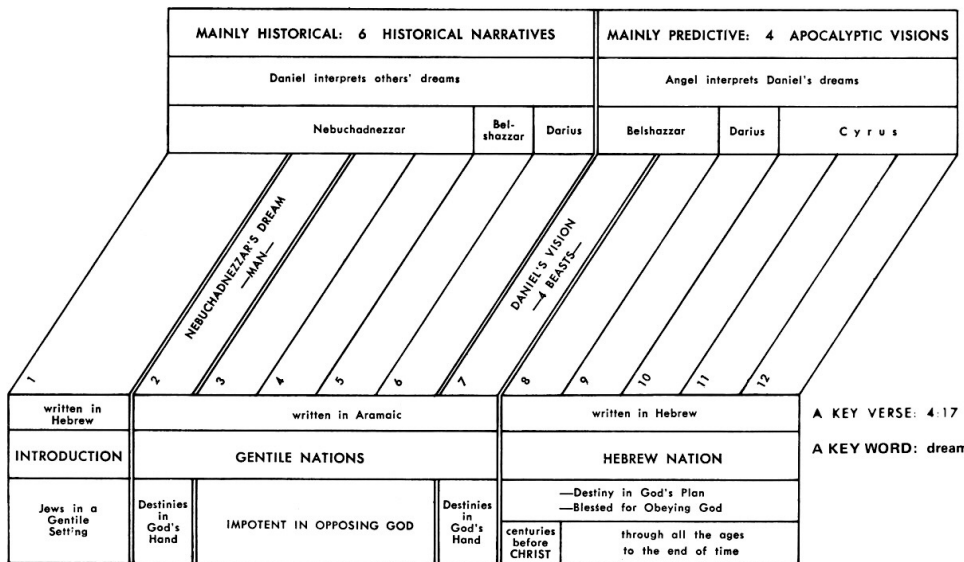 MAINLY HISTORICAL: 6 HISTORICAL NARRATIVES
MAINLY PREDICTIVE: 4 APOCALYPTIC VISIONS
Daniel interprets others' dreams
Angel interprets Daniel's dreams
Nebuchadnezzar
Bel-
shazzar
Darius
Belshazzar
Darius
Cyrus
NEBUCHADNEZZAR'S DREAM
—MAN—
DANIEL'S VISION
—4 BEASTS—
1
2
3
4
5
6
7
8
9
10
11
12
written in
Hebrew
written in Aramaic
written in Hebrew
A KEY VERSE: 4:17
INTRODUCTION
GENTILE NATIONS
HEBREW NATION
A KEY WORD: dream
Jews in a
Gentile
Setting
Destinies
in
God's
Hand
IMPOTENT IN OPPOSING GOD
Destinies
in
God's
Hand
—Destiny in God's Plan
—Blessed for Obeying God
centuries
before
CHRIST
through all the ages
to the end of time